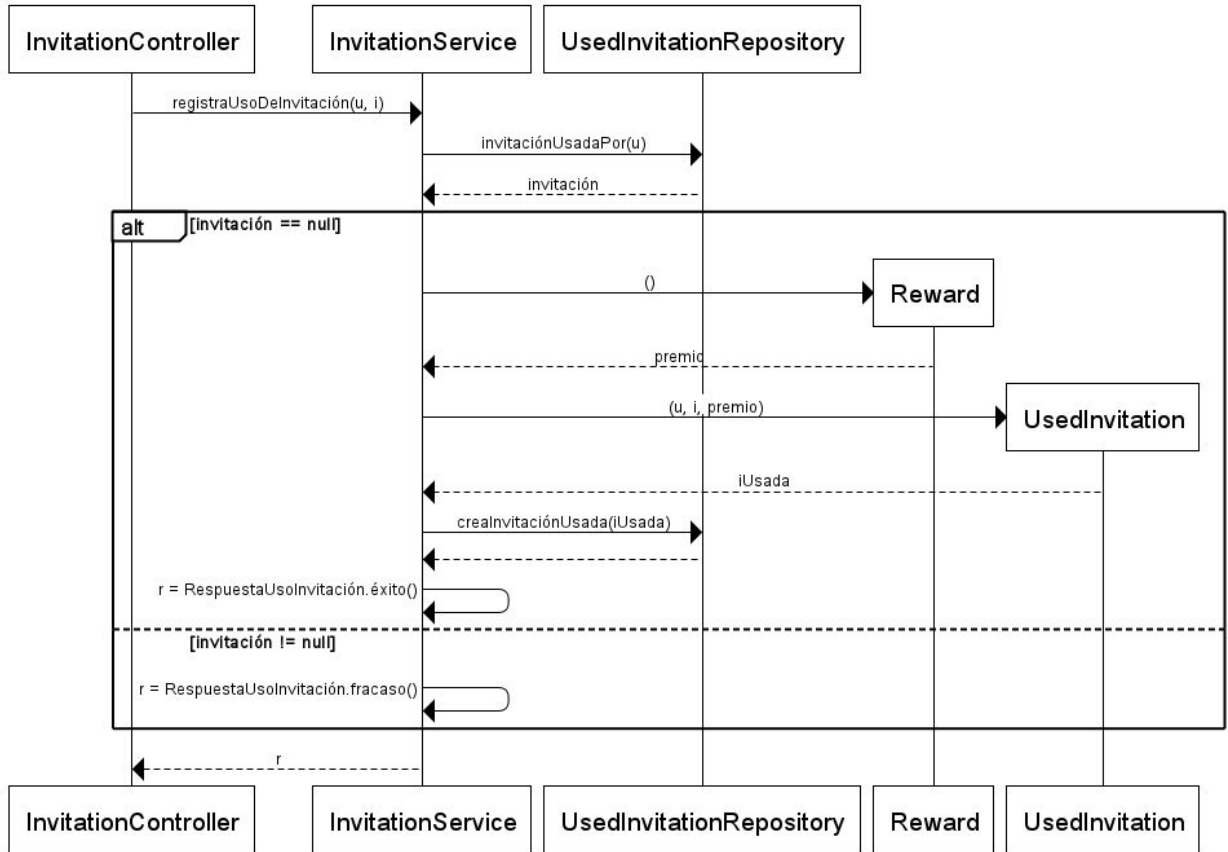 InvitationController
InvitationService
UsedInvitationRepository
registraUsoDeInvitación(u, i)
invitaciónUsadaPor(u)
invitación
alt
[invitación == null]
()
Reward
premio
(u, i, premio)
UsedInvitation
iUsada
creaInvitaciónUsada(iUsada)
r = RespuestaUsoInvitación.éxito()
[invitación != null]
r = RespuestaUsoInvitación.fracaso()
r
InvitationController
InvitationService
UsedInvitationRepository
Reward
UsedInvitation